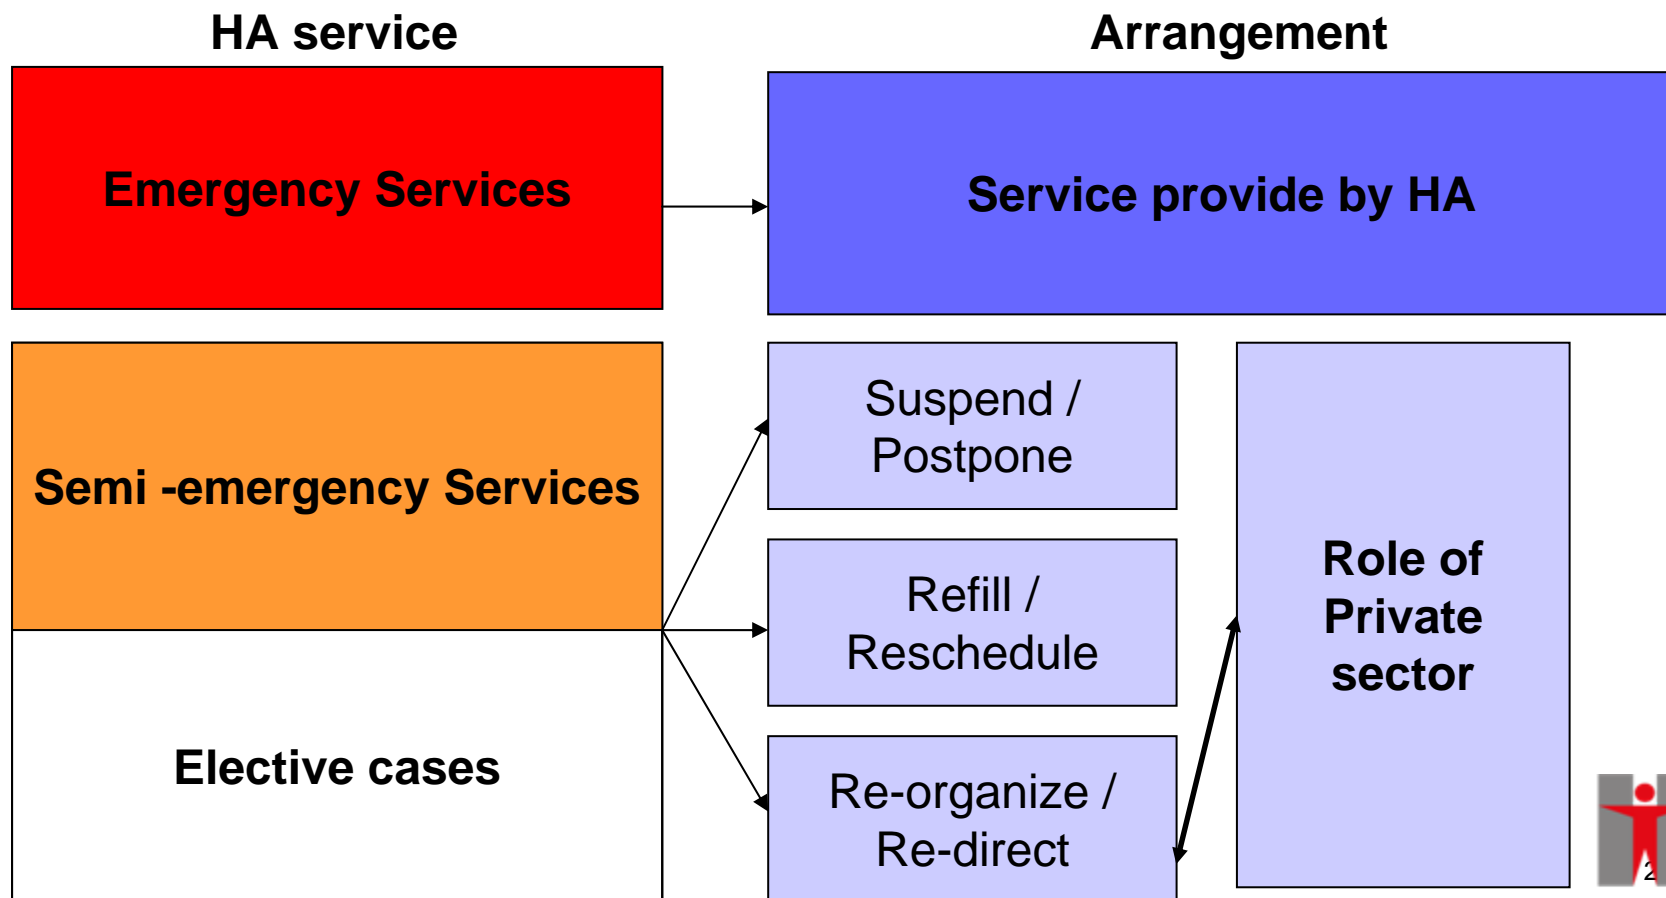 HA service
Arrangement
Emergency Services
Service provide by HA
Semi -emergency Services
Elective cases
Suspend /
Postpone
Refill /
Reschedule
Re-organize /
Re-direct
Role of
Private
sector
2